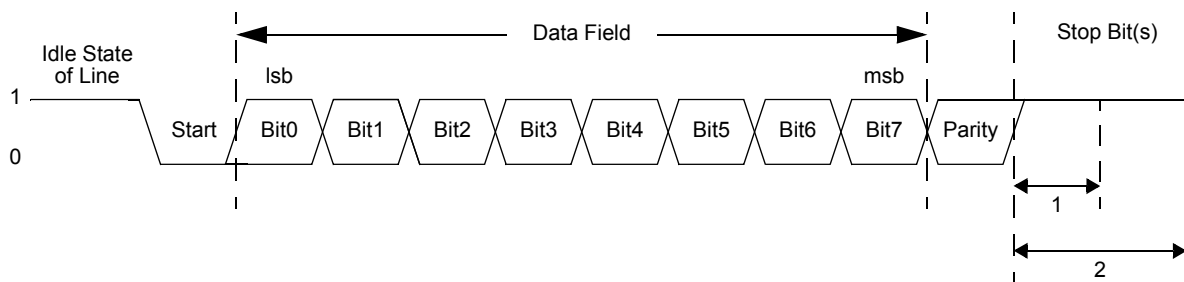 Data Field
Stop Bit(s)
Idle State
of Line
lsb
msb
1
Start
Bit0
Bit1
Bit2
Bit3
Bit4
Bit5
Bit6
Bit7
Parity
0
1
2